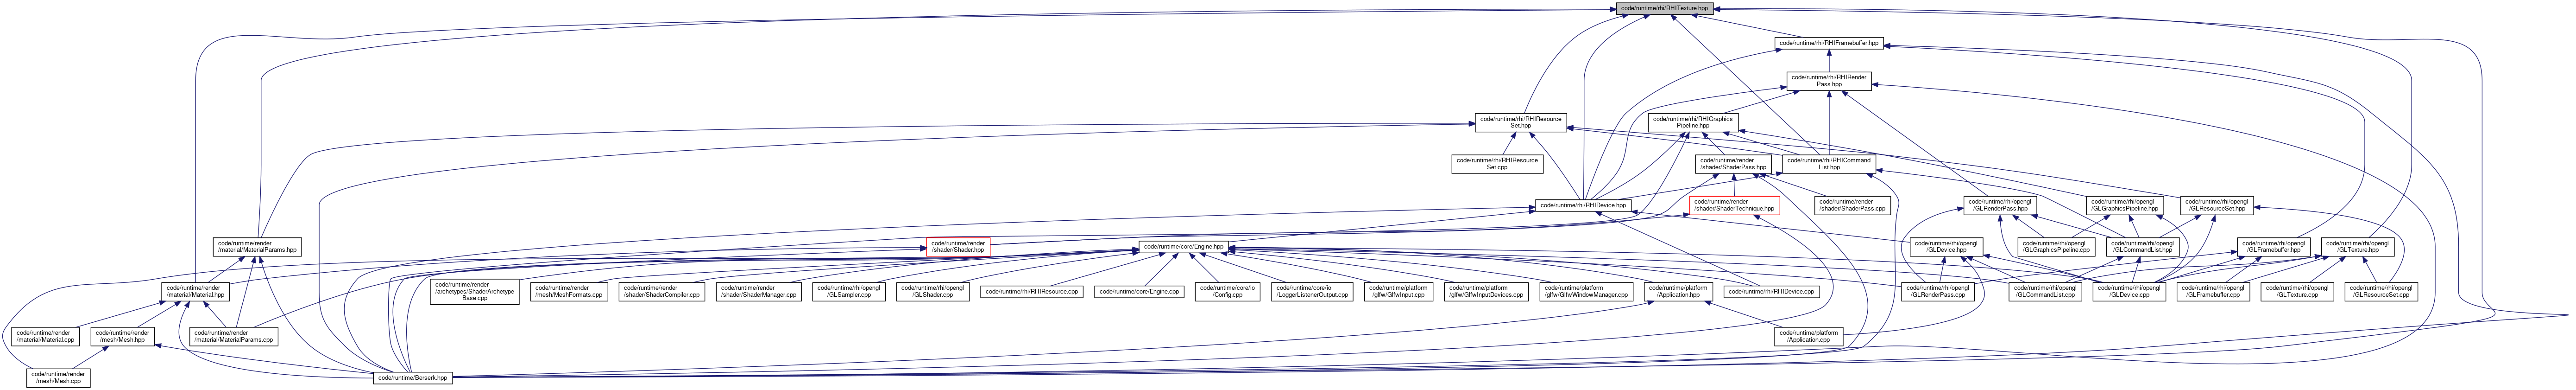 code/runtime/rhi/RHITexture.hpp
code/runtime/rhi/RHIFramebuffer.hpp
code/runtime/rhi/RHIRender
Pass.hpp
code/runtime/rhi/RHIResource
Set.hpp
code/runtime/rhi/RHIGraphics
Pipeline.hpp
code/runtime/rhi/RHIResource
Set.cpp
code/runtime/render
/shader/ShaderPass.hpp
code/runtime/rhi/RHICommand
List.hpp
code/runtime/rhi/RHIDevice.hpp
code/runtime/render
/shader/ShaderTechnique.hpp
code/runtime/render
/shader/ShaderPass.cpp
code/runtime/rhi/opengl
/GLRenderPass.hpp
code/runtime/rhi/opengl
/GLGraphicsPipeline.hpp
code/runtime/rhi/opengl
/GLResourceSet.hpp
code/runtime/render
/material/MaterialParams.hpp
code/runtime/render
/shader/Shader.hpp
code/runtime/core/Engine.hpp
code/runtime/rhi/opengl
/GLDevice.hpp
code/runtime/rhi/opengl
/GLGraphicsPipeline.cpp
code/runtime/rhi/opengl
/GLCommandList.hpp
code/runtime/rhi/opengl
/GLFramebuffer.hpp
code/runtime/rhi/opengl
/GLTexture.hpp
code/runtime/render
/material/Material.hpp
code/runtime/render
/archetypes/ShaderArchetype
Base.cpp
code/runtime/render
/mesh/MeshFormats.cpp
code/runtime/render
/shader/ShaderCompiler.cpp
code/runtime/render
/shader/ShaderManager.cpp
code/runtime/rhi/opengl
/GLSampler.cpp
code/runtime/rhi/opengl
/GLShader.cpp
code/runtime/rhi/RHIResource.cpp
code/runtime/core/Engine.cpp
code/runtime/core/io
/Config.cpp
code/runtime/core/io
/LoggerListenerOutput.cpp
code/runtime/platform
/glfw/GlfwInput.cpp
code/runtime/platform
/glfw/GlfwInputDevices.cpp
code/runtime/platform
/glfw/GlfwWindowManager.cpp
code/runtime/platform
/Application.hpp
code/runtime/rhi/RHIDevice.cpp
code/runtime/rhi/opengl
/GLRenderPass.cpp
code/runtime/rhi/opengl
/GLCommandList.cpp
code/runtime/rhi/opengl
/GLDevice.cpp
code/runtime/rhi/opengl
/GLFramebuffer.cpp
code/runtime/rhi/opengl
/GLTexture.cpp
code/runtime/rhi/opengl
/GLResourceSet.cpp
code/runtime/render
/material/Material.cpp
code/runtime/render
/mesh/Mesh.hpp
code/runtime/render
/material/MaterialParams.cpp
code/runtime/platform
/Application.cpp
code/runtime/render
/mesh/Mesh.cpp
code/runtime/Berserk.hpp